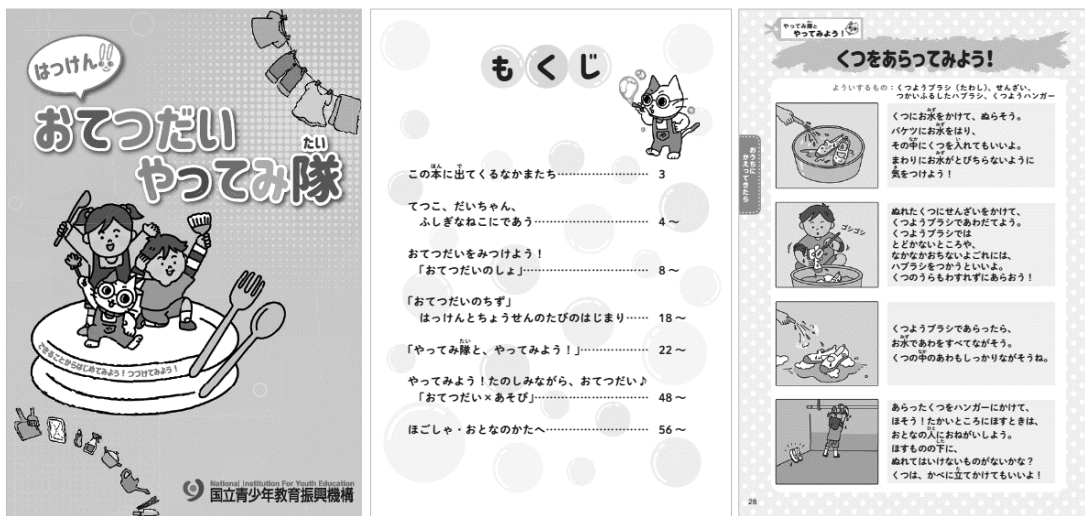 はっけん!!
おてつだい
やってみ隊
たい
できることからはじめてみよう!つづけてみよう!
National Institution For Youth Education
国立青少年教育振興機構
もくじ
この本に出てくるなかまたち…………………… 3
てつこ、だいちゃん、
ふしぎなねこにであう…………………………… 4～
おてつだいをみつけよう!
「おてつだいのしょ」…………………………… 8～
「おてつだいのちず」
はっけんとちょうせんのたびのはじまり…… 18～
「やってみ隊と、やってみよう!」……………… 22～
やってみよう!たのしみながら、おてつだい♪
「おてつだい×あそび」………………………… 48～
ほごしゃ・おとなのかたへ……………………… 56～
やってみ隊と
やってみよう!
くつをあらってみよう!
よういするもの:くつようブラシ(たわし)、せんざい、
つかいふるしたハブラシ、くつようハンガー
おうちに
かえってきたら
くつにお水をかけて、ぬらそう。
バケツにお水をはり、
その中にくつを入れてもいいよ。
まわりにお水がとびちらないように
気をつけよう!
ゴシゴシ
ぬれたくつにせんざいをかけて、
くつようブラシであわだてよう。
くつようブラシでは
とどかないところや、
なかなかおちないよごれには、
ハブラシをつかうといいよ。
くつのうらもわすれずにあらおう!
くつようブラシであらったら、
お水であわをすべてながそう。
くつの中のあわもしっかりながそうね。
あらったくつをハンガーにかけて、
ほそう!たかいところにほすときは、
おとなの人におねがいしよう。
ほすものの下に、
ぬれてはいけないものがないかな?
くつは、かべに立てかけてもいいよ!
28